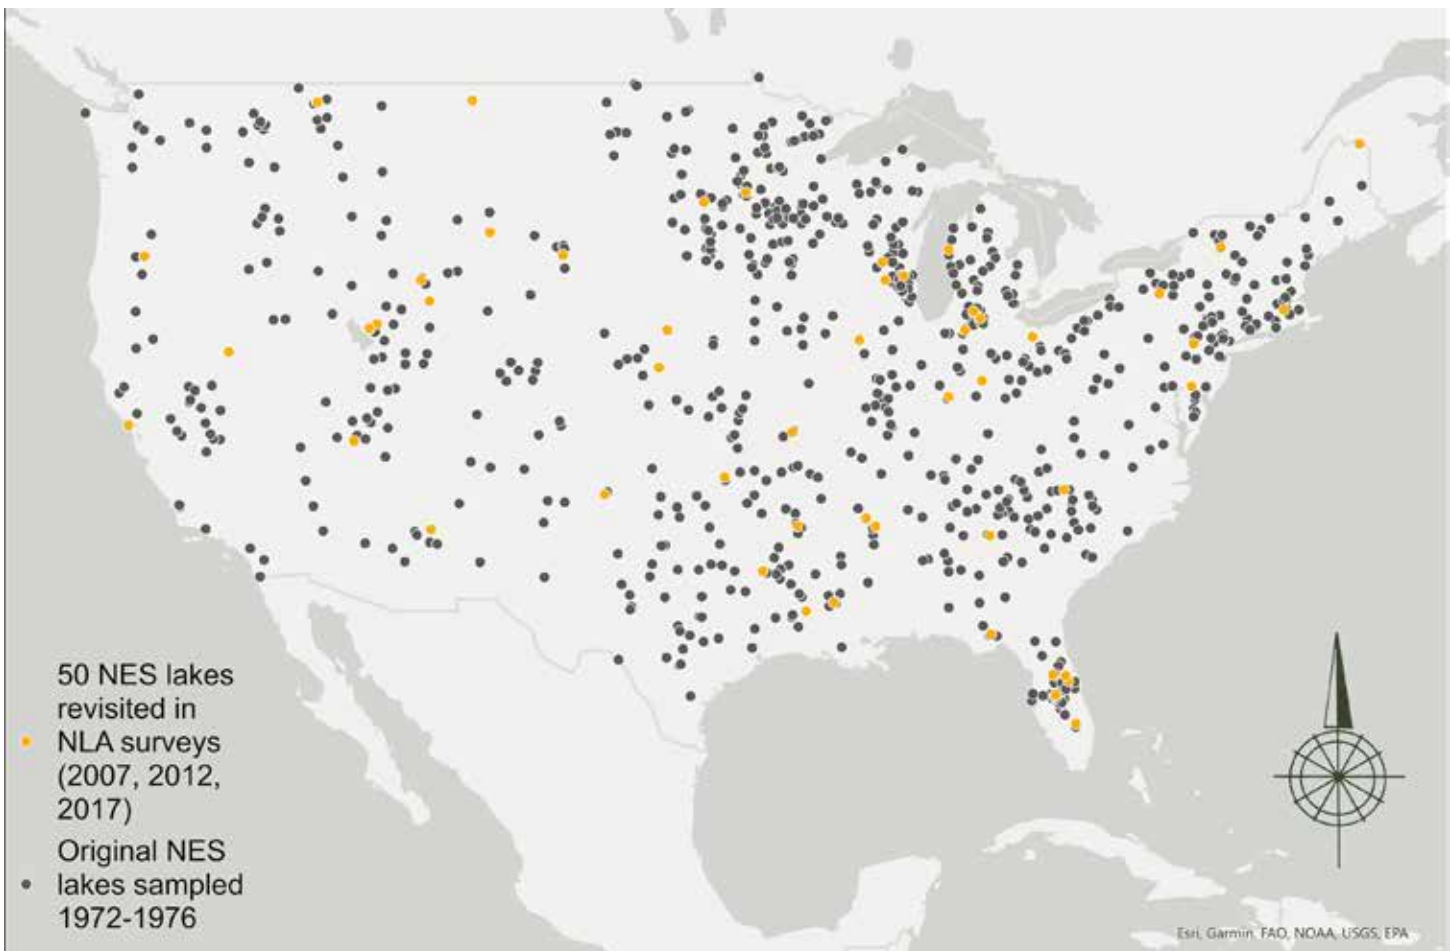 50 NES lakes
revisited in
NLA surveys
(2007, 2012,
2017)
Original NES
lakes sampled
1972-1976
Esri, Garmin, FAO, NOAA, USGS, EPA